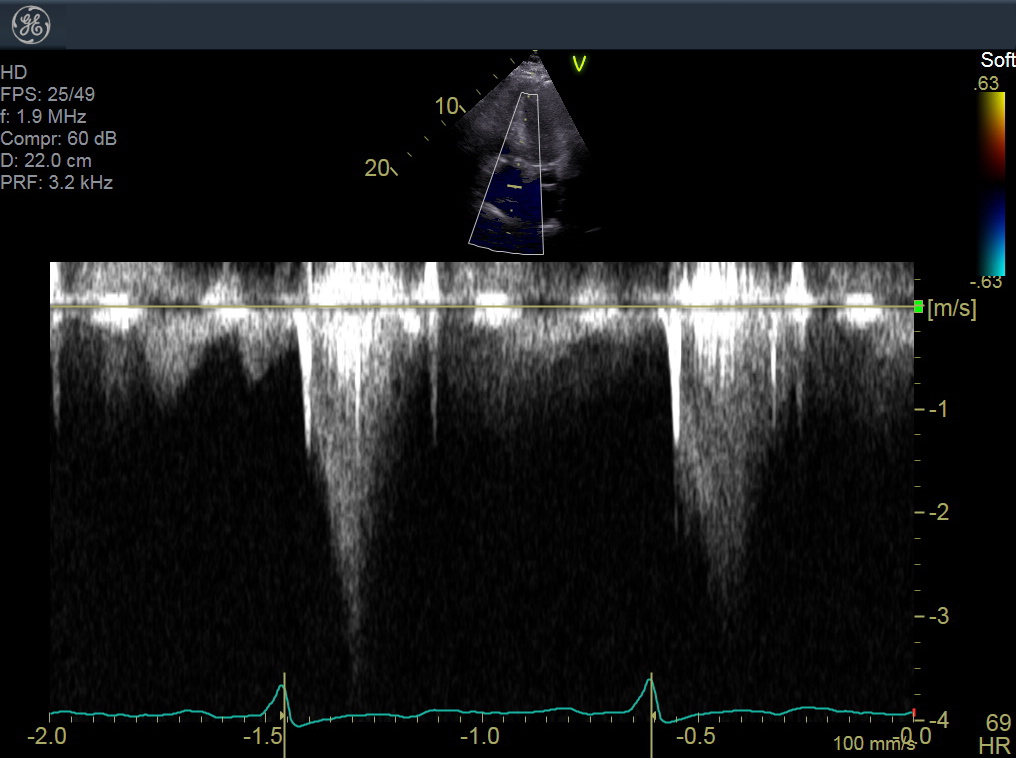 GE
Soft
HD
FPS: 25/49
f: 1.9 MHz
Compr: 60 dB
D: 22.0 cm
PRF: 3.2 kHz
V
10
20
.63
-.63
[m/s]
-1
-2
-3
-4
-2.0
-1.5
-1.0
-0.5
0.0
100 mm/s
69
HR